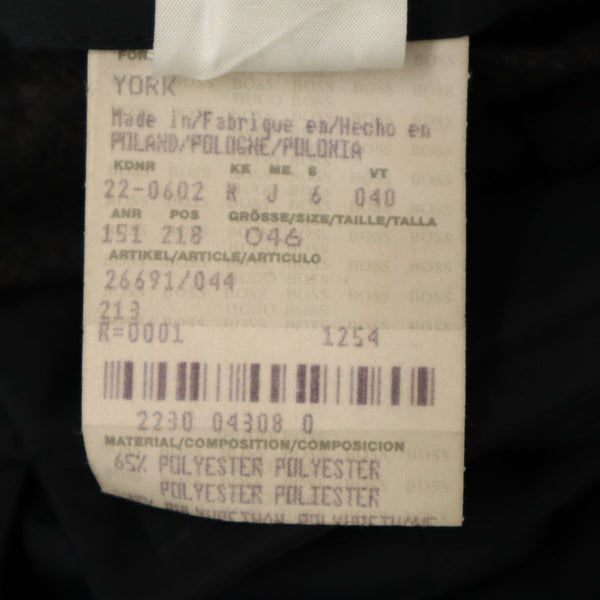 FOR
YORK
Made in/Fabrique en/Hecho en
POLAND/POLOGNE/POLONIA
KDNR KE ME S VT
22-0602 N J 6 040
ANR POS GRÖSSE/SIZE/TAILLE/TALLA
151 218 046
ARTIKEL/ARTICLE/ARTICULO
26691/044
213
R=0001 1254
2230 04308 0
MATERIAL/COMPOSITION/COMPOSICION
65% POLYESTER POLYESTER
POLYESTER POLIESTER